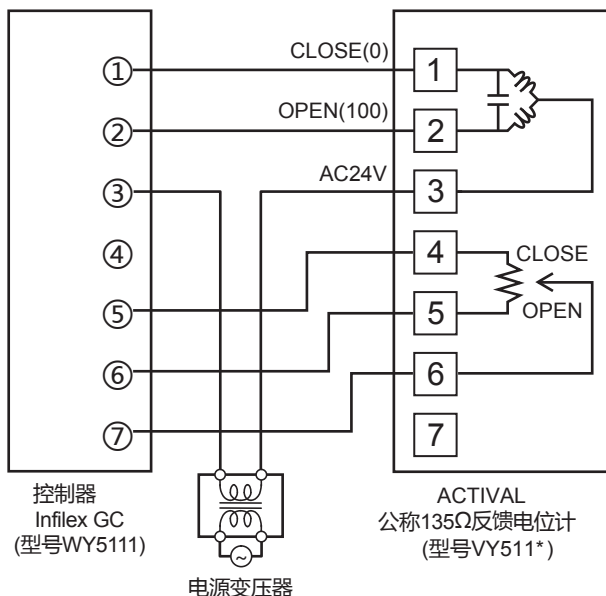 ① CLOSE(0) 1
② OPEN(100) 2
③ AC24V 3
④ 4 CLOSE
⑤ 5 OPEN
⑥ 6
⑦ 7
控制器
Infilex GC
(型号WY5111)
~
电源变压器
ACTIVAL
公称135Ω反馈电位计
(型号VY511*)